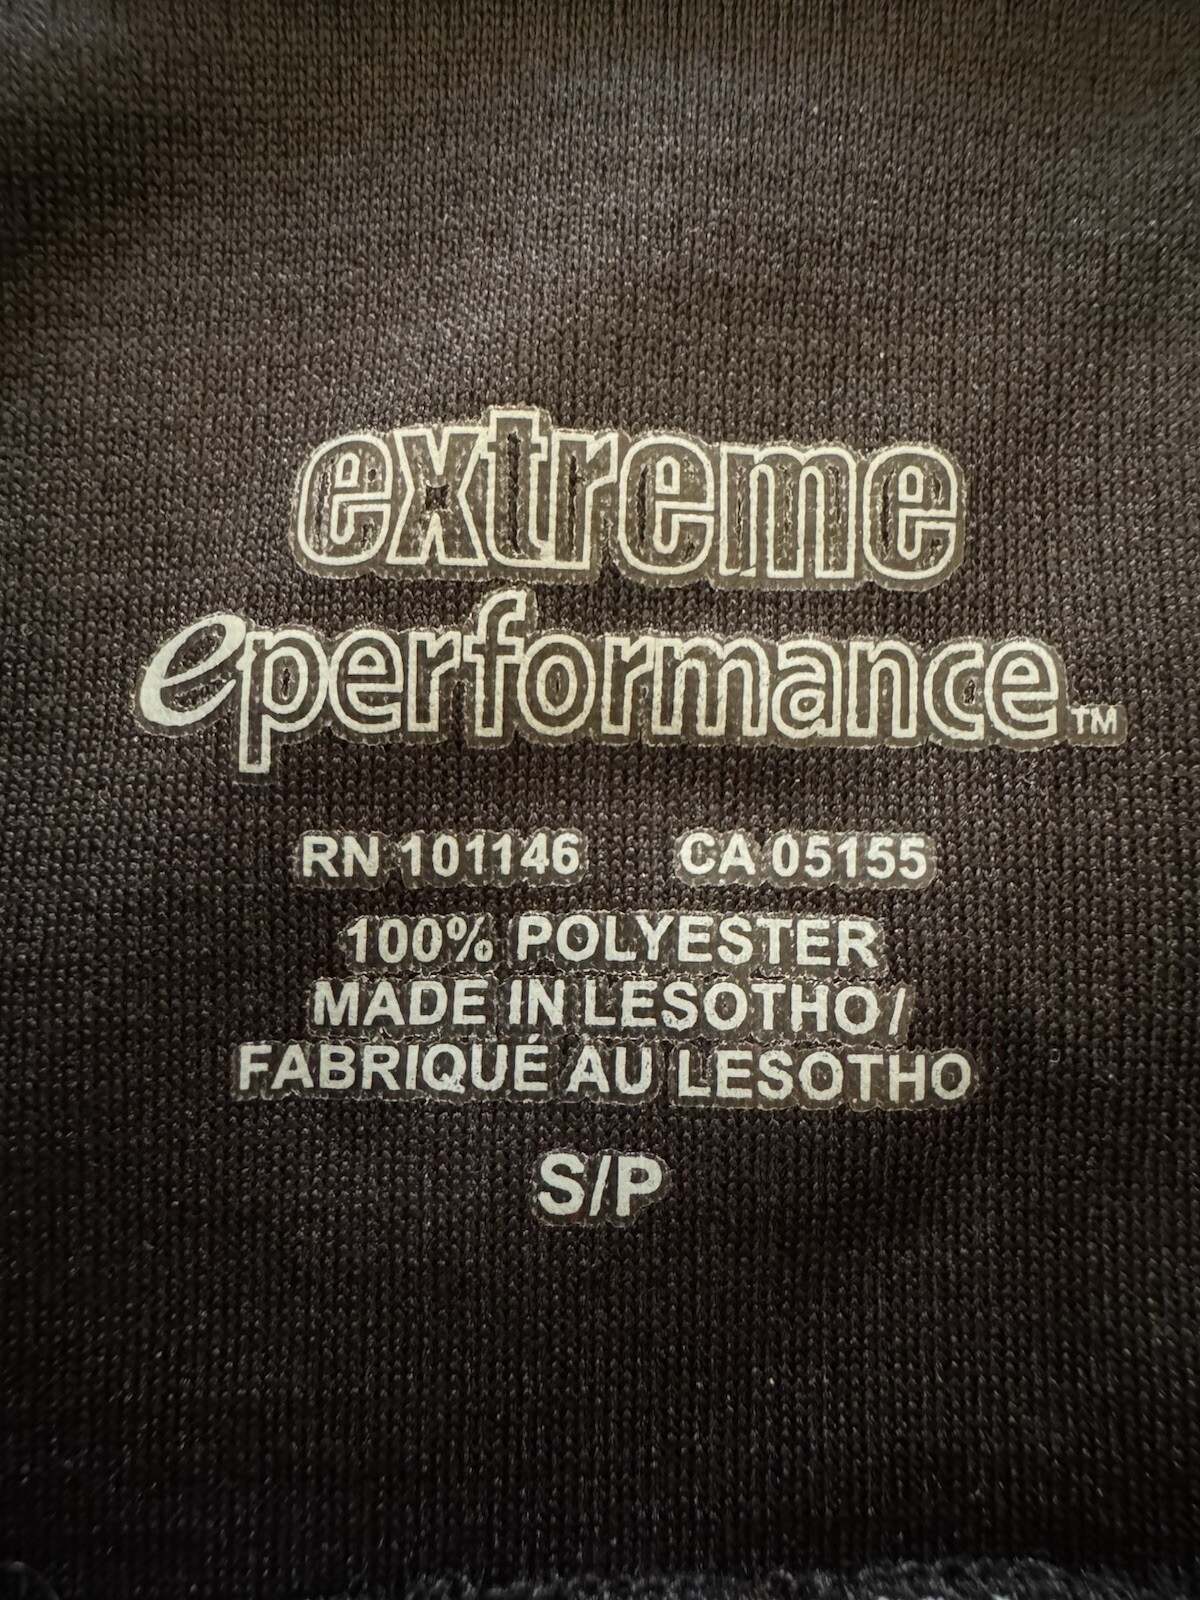 extreme
eperformance™
RN 101146 CA 05155
100% POLYESTER
MADE IN LESOTHO/
FABRIQUÉ AU LESOTHO
S/P